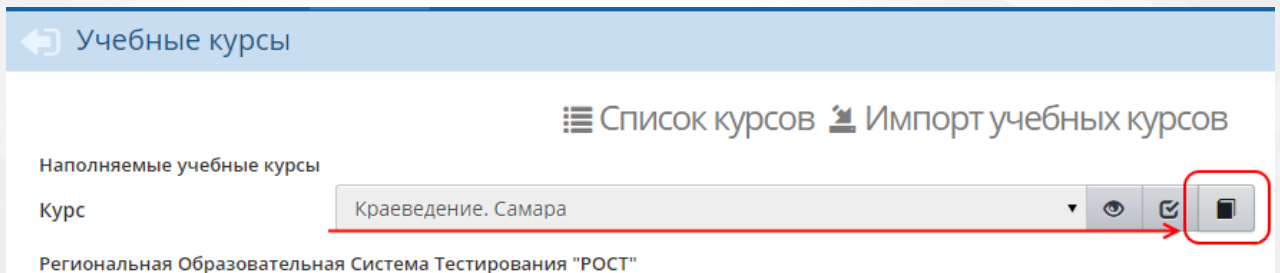 Учебные курсы
Список курсов Импорт учебных курсов
Наполняемые учебные курсы
Курс Краеведение. Самара
Региональная Образовательная Система Тестирования "РОСТ"